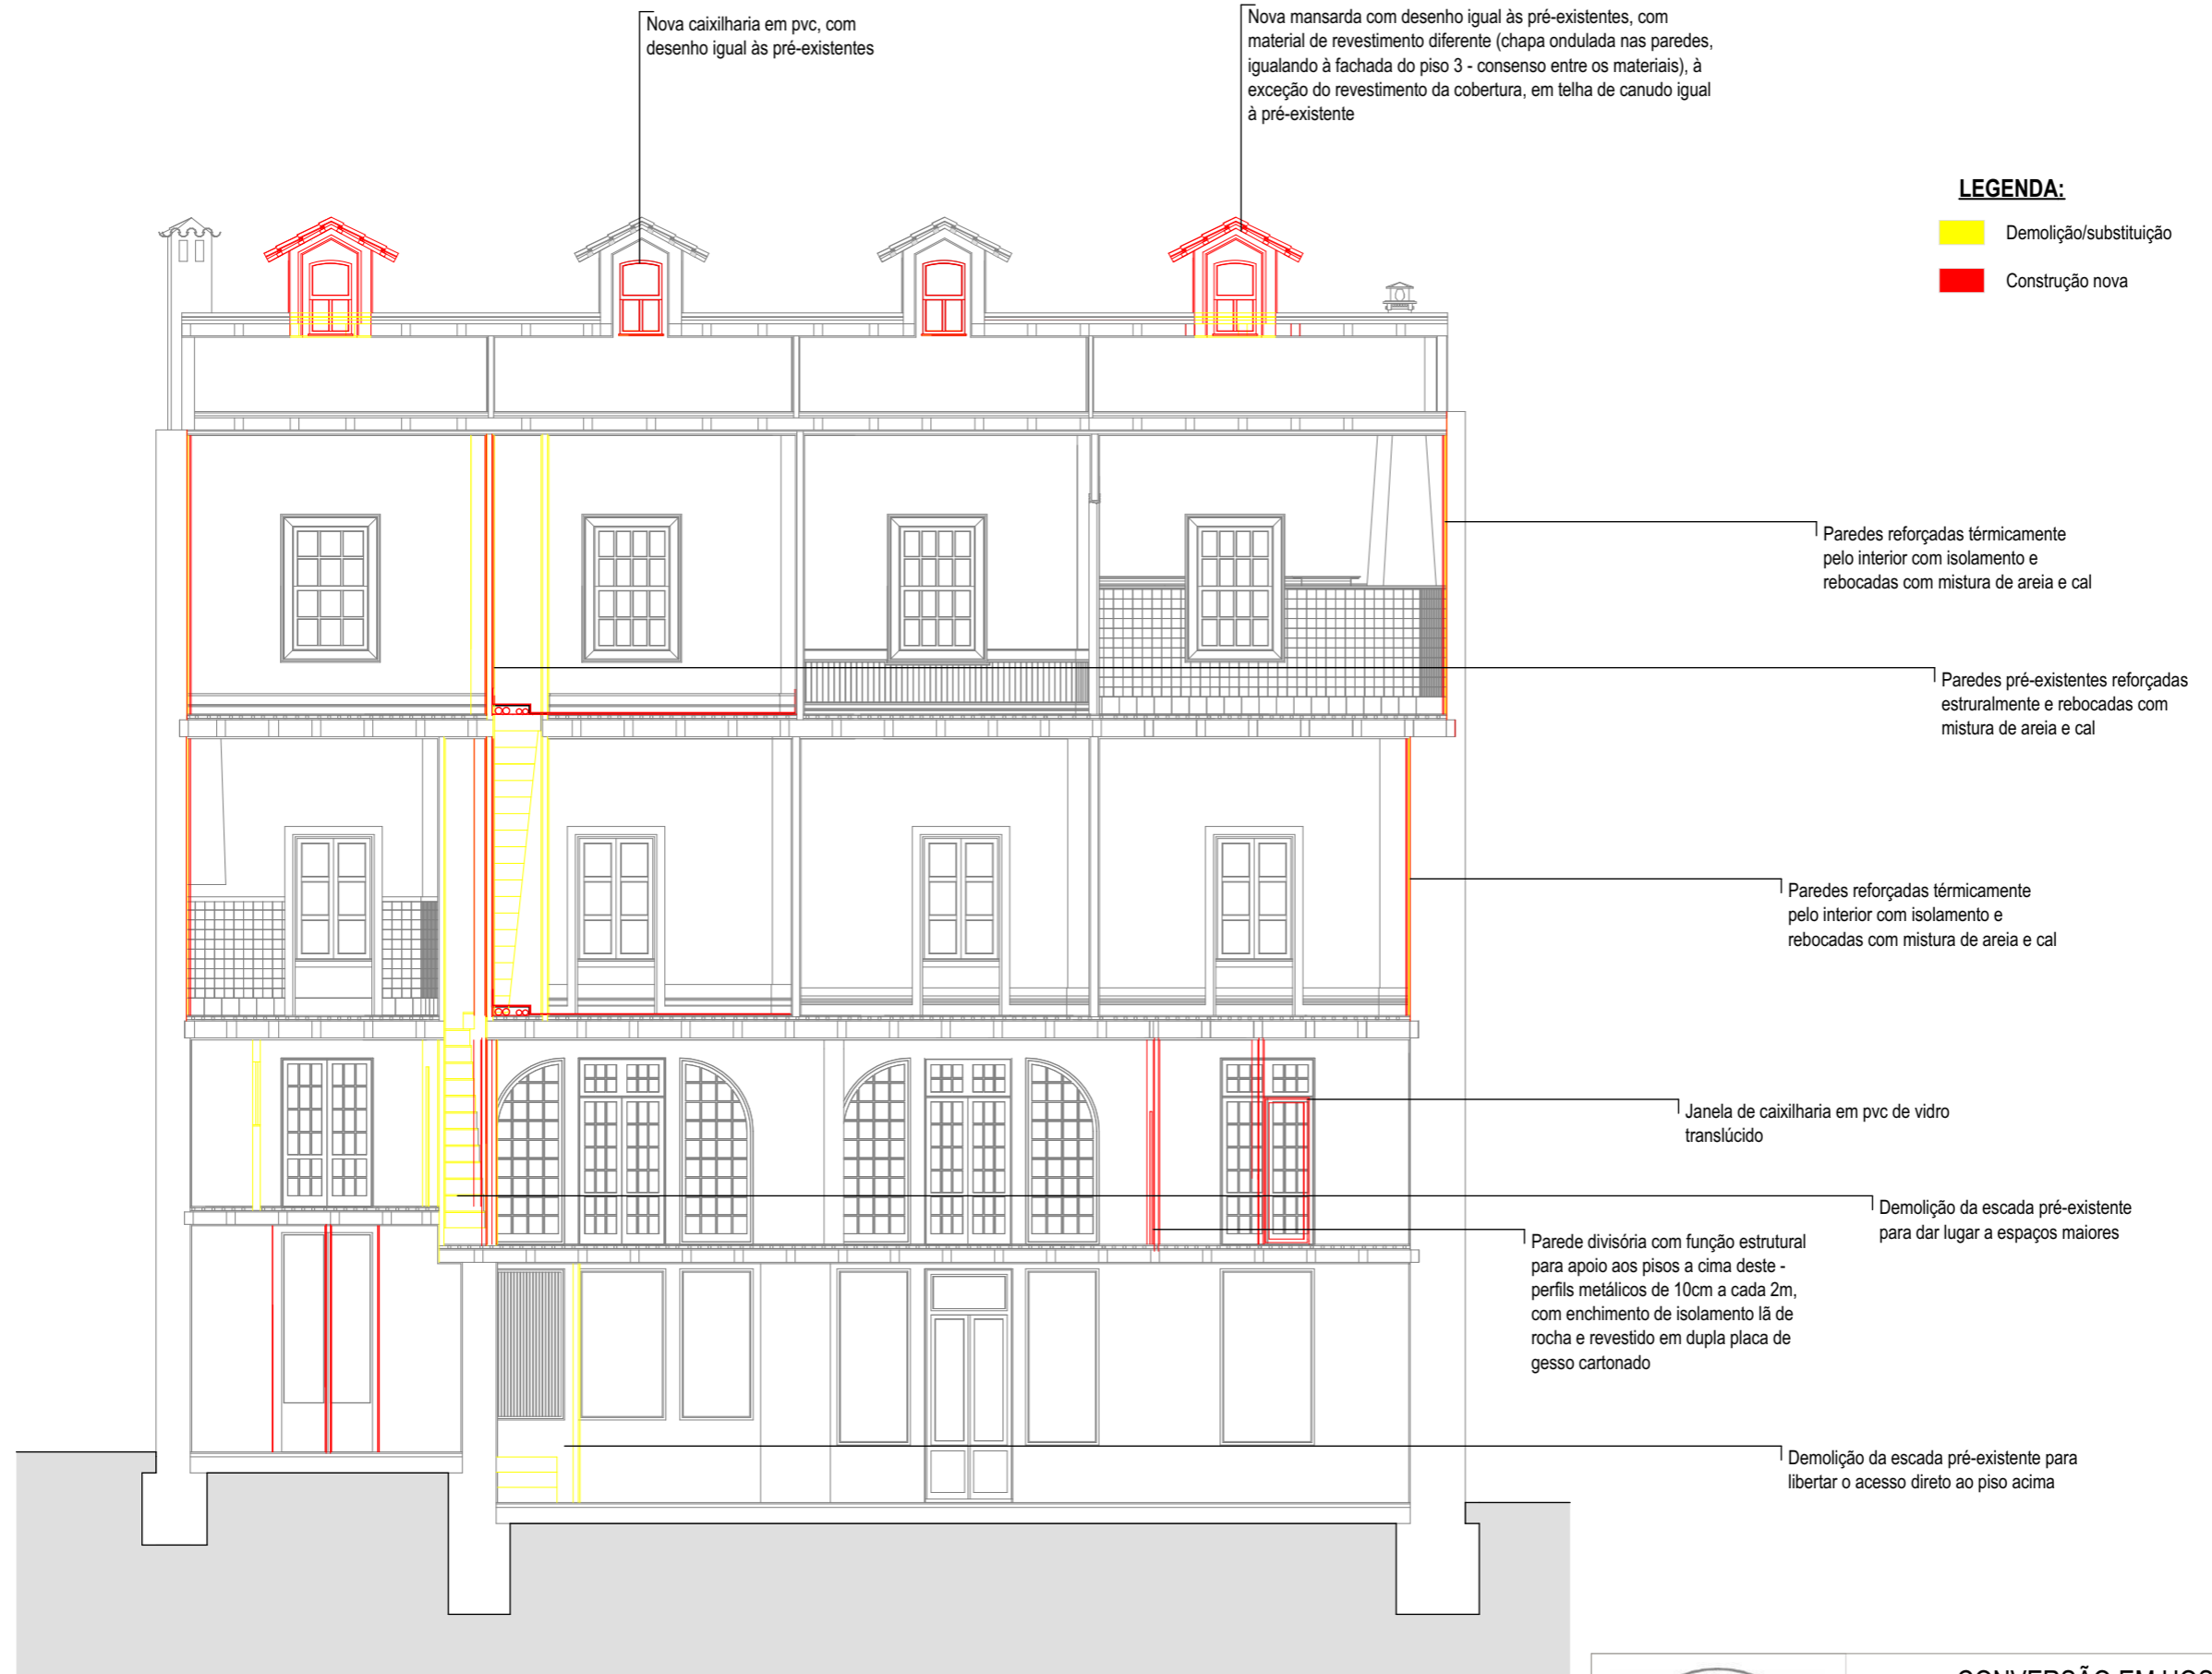 Nova caixilharia em pvc, com
desenho igual às pré-existentes
Nova mansarda com desenho igual às pré-existentes, com
material de revestimento diferente (chapa ondulada nas paredes,
igualando à fachada do piso 3 - consenso entre os materiais), à
exceção do revestimento da cobertura, em telha de canudo igual
à pré-existente
LEGENDA:
Demolição/substituição
Construção nova
Paredes reforçadas térmicamente
pelo interior com isolamento e
rebocadas com mistura de areia e cal
Paredes pré-existentes reforçadas
estruralmente e rebocadas com
mistura de areia e cal
Paredes reforçadas térmicamente
pelo interior com isolamento e
rebocadas com mistura de areia e cal
Janela de caixilharia em pvc de vidro
translúcido
Demolição da escada pré-existente
para dar lugar a espaços maiores
Parede divisória com função estrutural
para apoio aos pisos a cima deste -
perfils metálicos de 10cm a cada 2m,
com enchimento de isolamento lã de
rocha e revestido em dupla placa de
gesso cartonado
Demolição da escada pré-existente para
libertar o acesso direto ao piso acima
CONVERSÃO EM